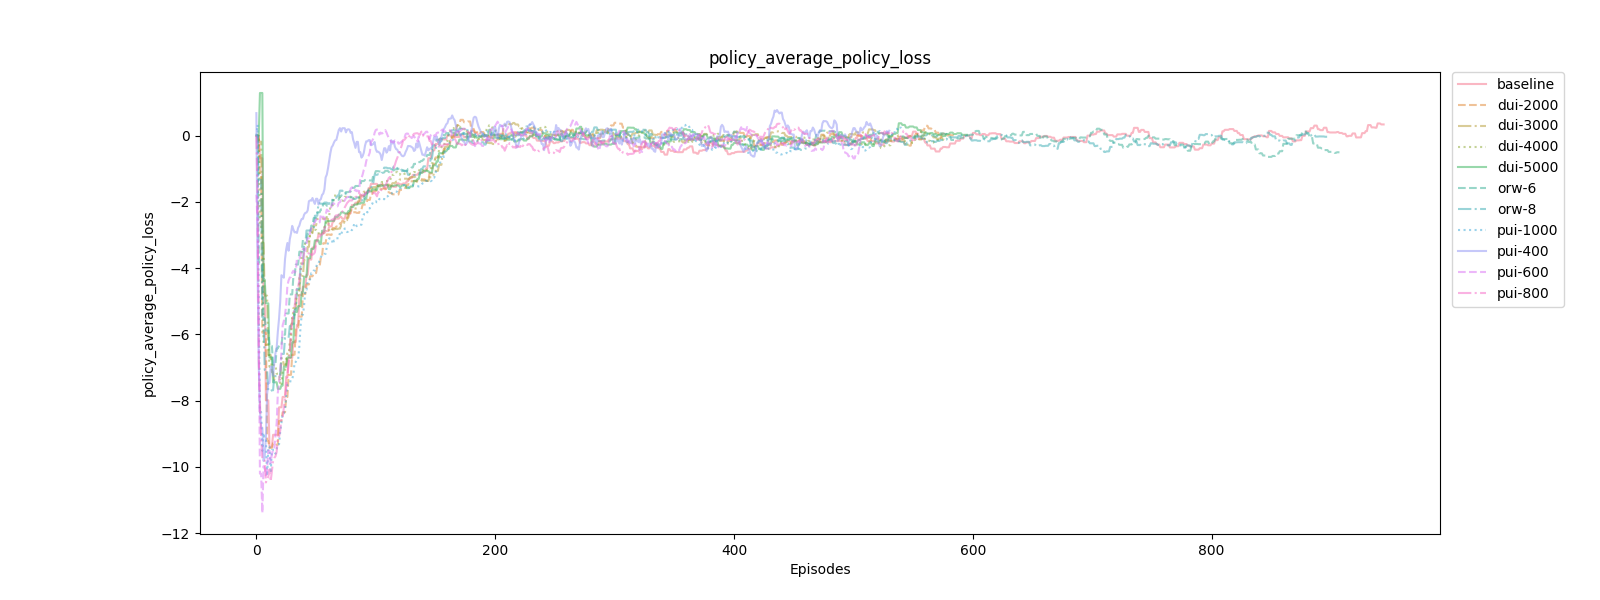 policy_average_policy_loss
policy_average_policy_loss
0
−2
−4
−6
−8
−10
−12
0
200
400
600
800
Episodes
baseline
dui-2000
dui-3000
dui-4000
dui-5000
orw-6
orw-8
pui-1000
pui-400
pui-600
pui-800